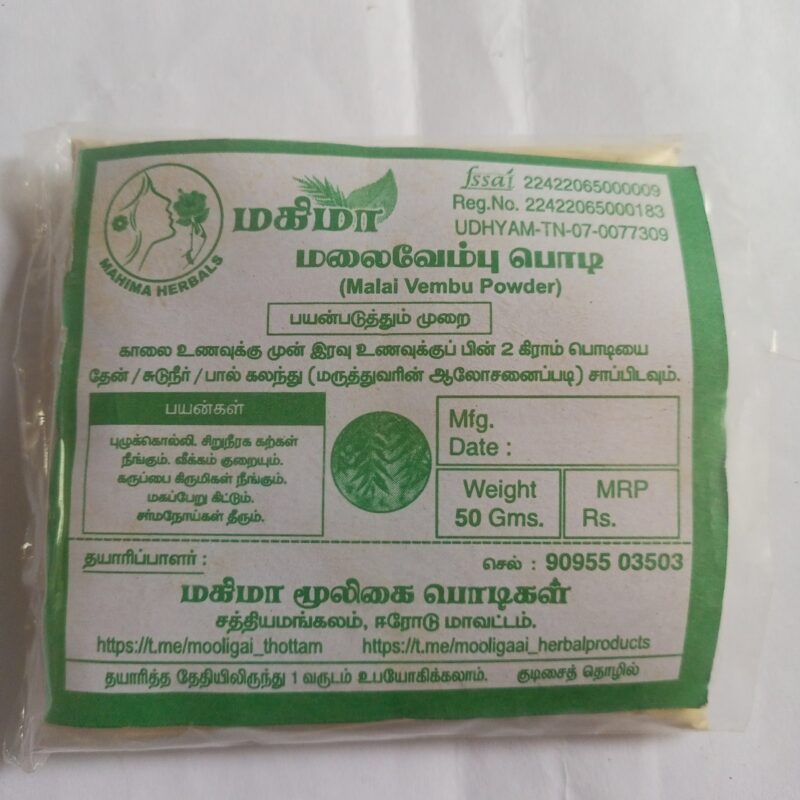 MAHIMA HERBALS
மகிமா
fssai 22422065000009
Reg.No. 22422065000183
UDHYAM-TN-07-0077309
மலைவேம்பு பொடி
(Malai Vembu Powder)
பயன்படுத்தும் முறை
காலை உணவுக்கு முன் இரவு உணவுக்குப் பின் 2 கிராம் பொடியை
தேன் / சுடுநீர் / பால் கலந்து (மருத்துவரின் ஆலோசனைப்படி) சாப்பிடவும்.
பயன்கள்
புழுக்கொல்லி. சிறுநீரக கற்கள்
நீங்கும். வீக்கம் குறையும்.
கருப்பை கிருமிகள் நீங்கும்.
மகப்பேறு கிட்டும்.
சர்மநோய்கள் தீரும்.
Mfg.
Date :
Weight
50 Gms.
MRP
Rs.
தயாரிப்பாளர் :
செல் : 90955 03503
மகிமா மூலிகை பொடிகள்
சத்தியமங்கலம், ஈரோடு மாவட்டம்.
https://t.me/mooligai_thottam https://t.me/mooligaai_herbalproducts
தயாரித்த தேதியிலிருந்து 1 வருடம் உபயோகிக்கலாம். குடிசைத் தொழில்